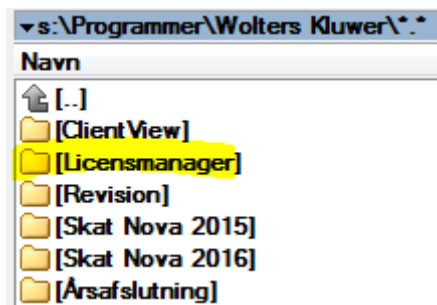 s:\Programmer\Wolters Kluwer\*.*
Navn
[..]
[ClientView]
[Licensmanager]
[Revision]
[Skat Nova 2015]
[Skat Nova 2016]
[Årsafslutning]